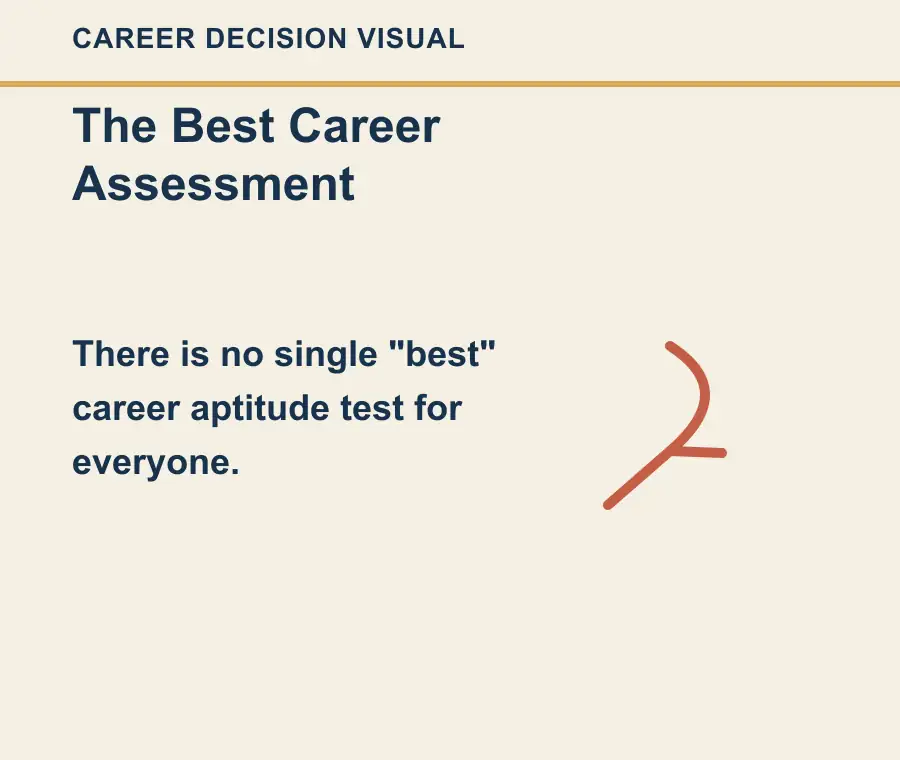 CAREER DECISION VISUAL
The Best Career
Assessment
There is no single "best"
career aptitude test for
everyone.